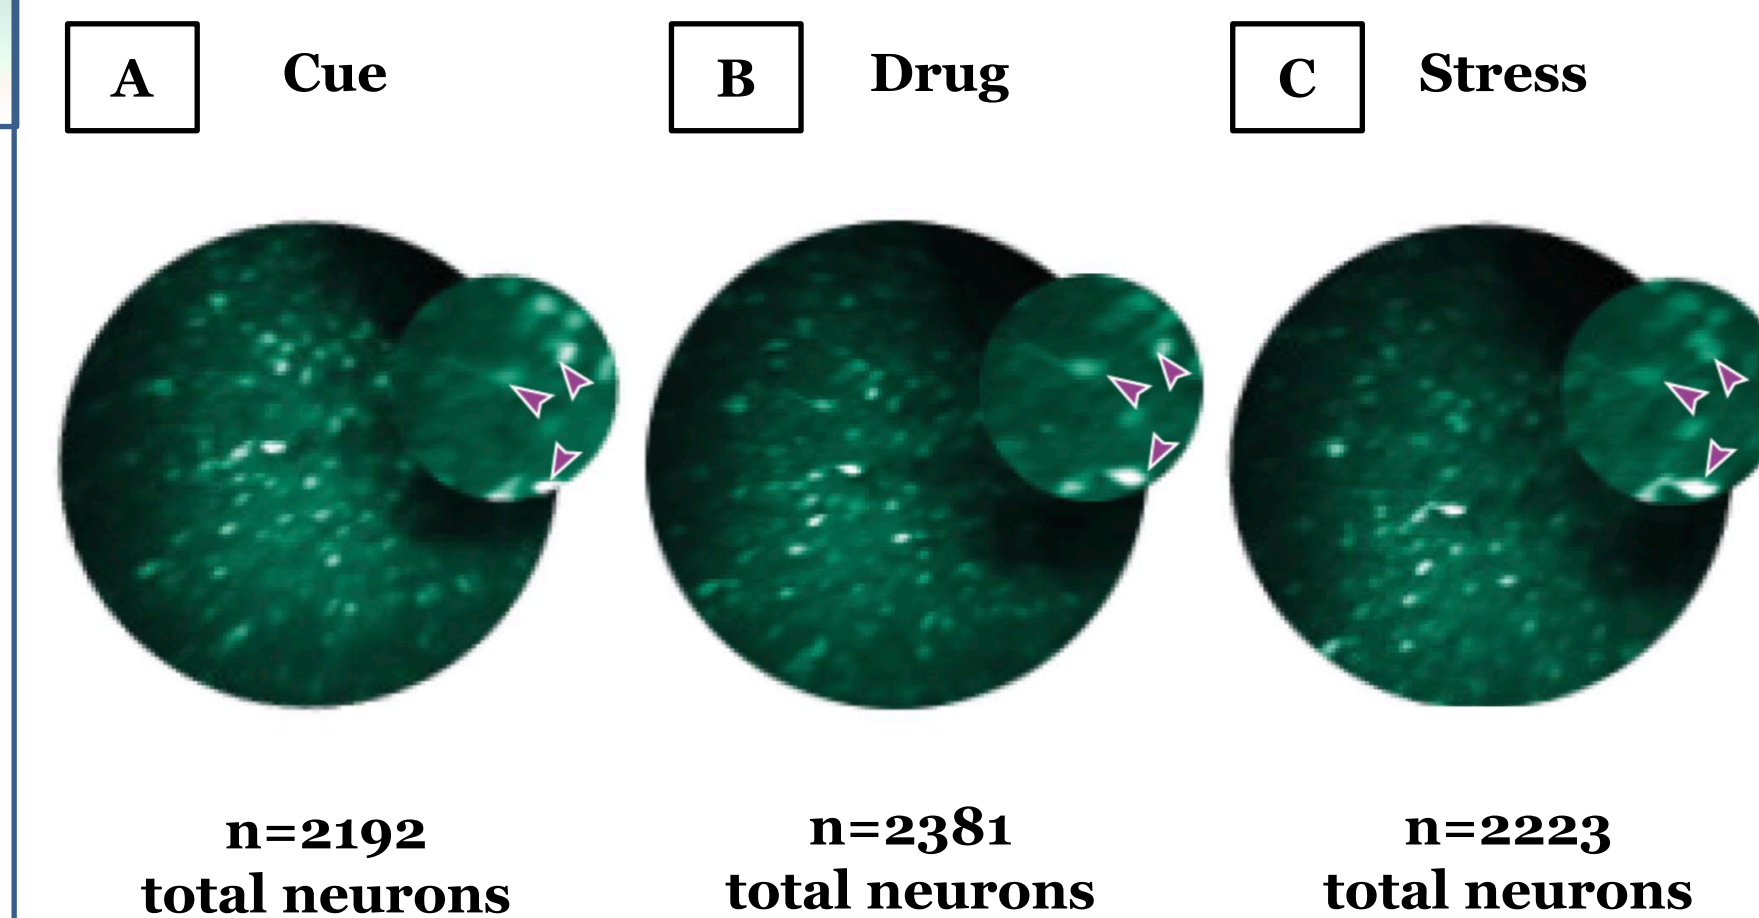 A Cue
B Drug
C Stress
n=2192
total neurons
n=2381
total neurons
n=2223
total neurons